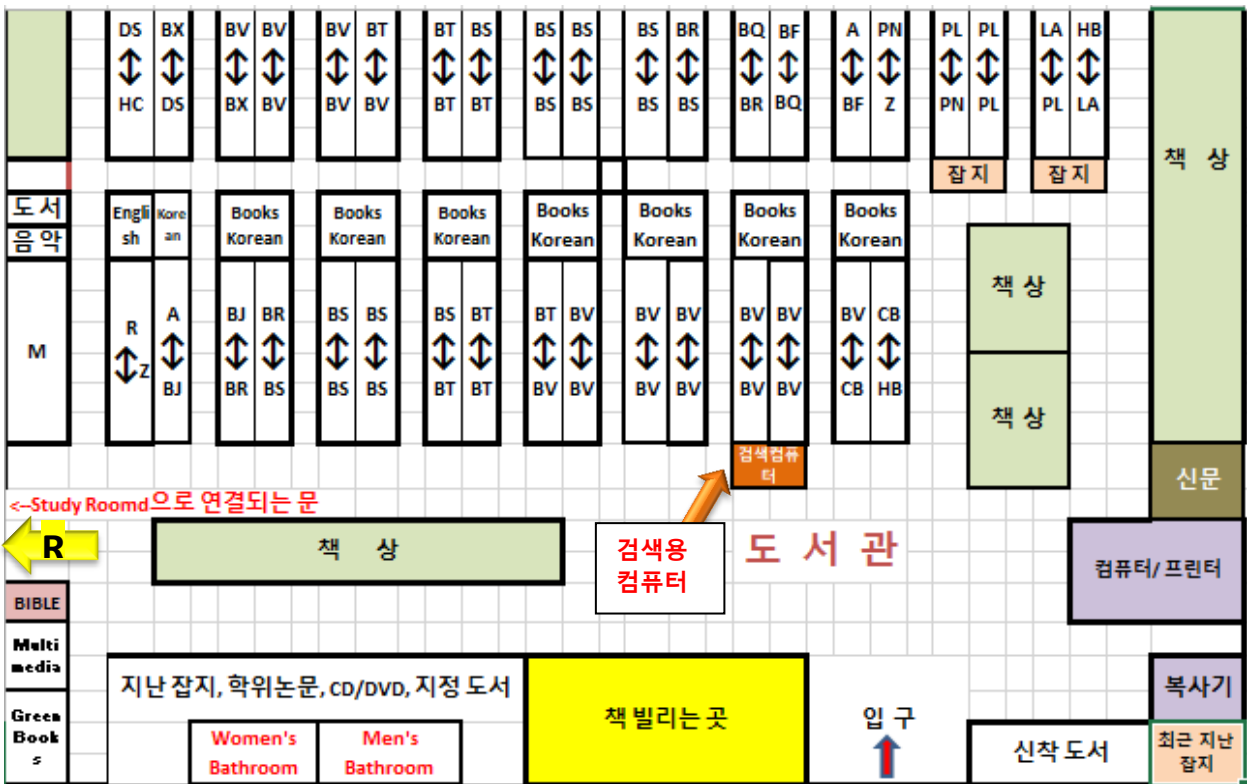 DS BX BV BV BV BT BT BS BS BS BS BR BQ BF A PN PL PL LA HB
HC DS BX BV BV BV BT BT BS BS BS BS BR BQ BF Z PN PL PL LA
책 상
잡 지 잡 지
도 서
음 악
Engli
sh
Kore
an
Books
Korean
Books
Korean
Books
Korean
Books
Korean
Books
Korean
Books
Korean
Books
Korean
책 상
M
R A BJ BR BS BS BS BT BT BV BV BV BV BV BV CB
Z BJ BR BS BS BS BT BT BV BV BV BV BV BV CB HB
책 상
검색컴퓨
터
신문
<--Study Roomd으로 연결되는 문
R
책 상
검색용
컴퓨터
도 서 관
컴퓨터/ 프린터
BIBLE
Multi
media
Green
Book
s
지난 잡지, 학위논문, CD/DVD, 지정 도서
Women's
Bathroom
Men's
Bathroom
책 빌리는 곳
입 구
복사기
신착 도서
최근 지난
잡지